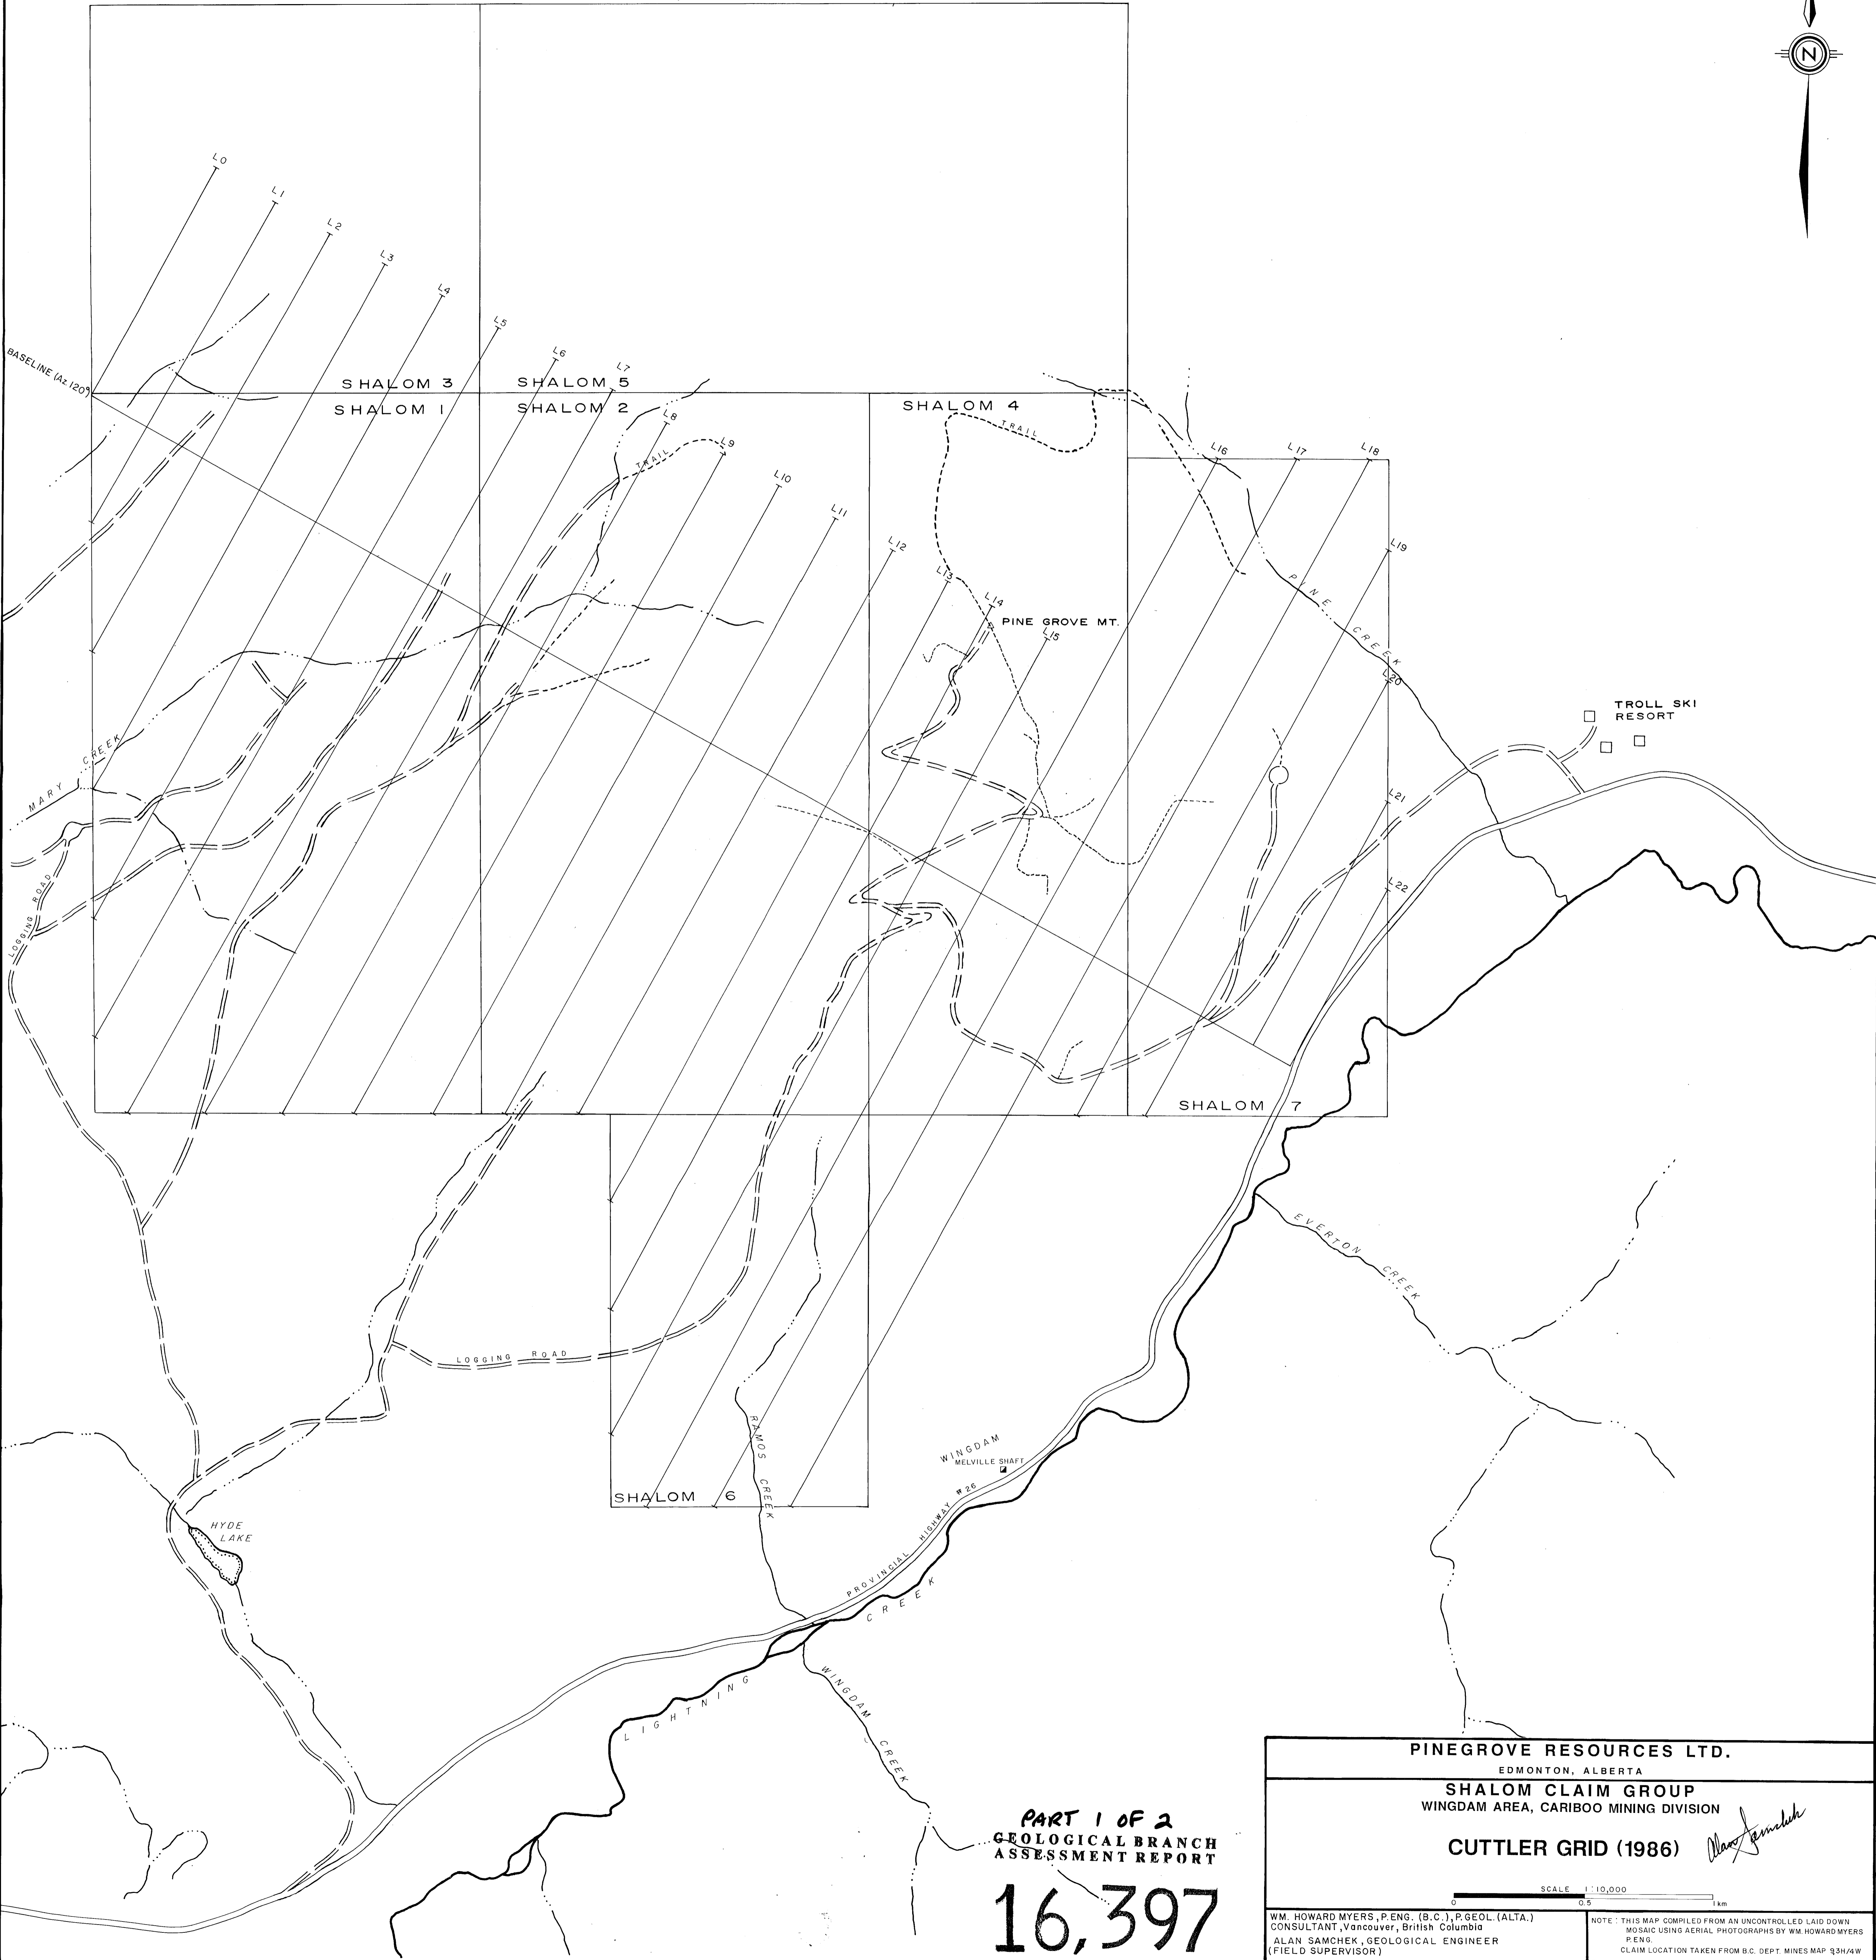 N
L0
L1
L2
L3
L4
L5
L6
L7
L8
L9
L10
L11
L12
L13
L14
L15
L16
L17
L18
L19
L20
L21
L22
BASELINE (Az 120°)
SHALOM 3
SHALOM 5
SHALOM 1
SHALOM 2
SHALOM 4
TRAIL
TRAIL
PINE GROVE MT.
PINE
CREEK
TROLL SKI
RESORT
MARY CREEK
LOGGING ROAD
SHALOM 7
EVERTON
CREEK
LOGGING ROAD
RAMOS CREEK
WINGDAM
MELVILLE SHAFT
SHALOM 6
PROVINCIAL HIGHWAY #26
HYDE
LAKE
LIGHTNING CREEK
WINGDAM CREEK
PART 1 OF 2
GEOLOGICAL BRANCH
ASSESSMENT REPORT
16,397
PINEGROVE RESOURCES LTD.
EDMONTON, ALBERTA
SHALOM CLAIM GROUP
WINGDAM AREA, CARIBOO MINING DIVISION
CUTTLER GRID (1986)
Alan Samchek
SCALE 1:10,000
0 0.5 1 km
WM. HOWARD MYERS, P.ENG. (B.C.), P.GEOL. (ALTA.)
CONSULTANT, Vancouver, British Columbia
ALAN SAMCHEK, GEOLOGICAL ENGINEER
(FIELD SUPERVISOR)
NOTE: THIS MAP COMPILED FROM AN UNCONTROLLED LAID DOWN
MOSAIC USING AERIAL PHOTOGRAPHS BY WM. HOWARD MYERS
P.ENG.
CLAIM LOCATION TAKEN FROM B.C. DEPT. MINES MAP 93H/4W